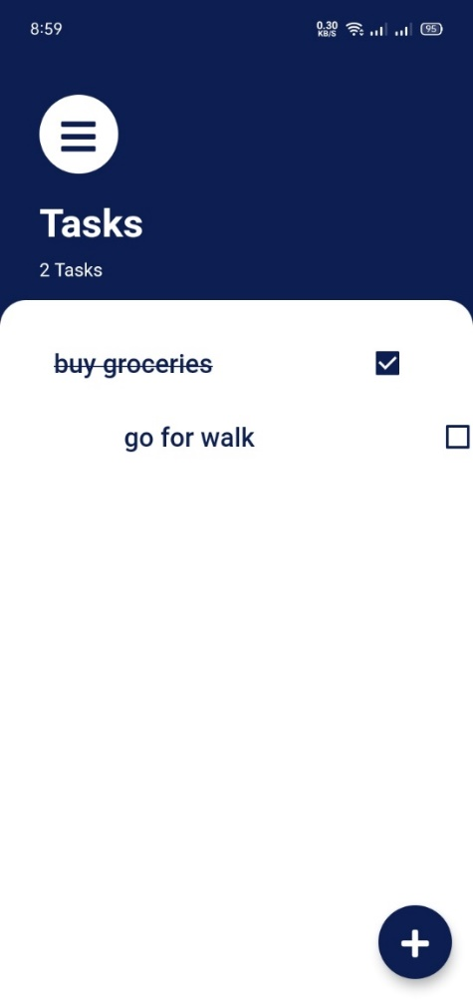 8:59
0.30
KB/S
95
Tasks
2 Tasks
buy groceries
go for walk